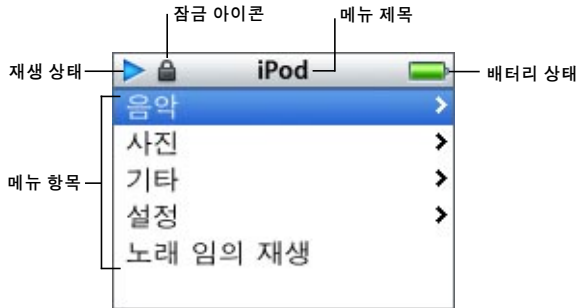 잠금 아이콘
메뉴 제목
재생 상태
iPod
배터리 상태
메뉴 항목
음악
사진
기타
설정
노래 임의 재생